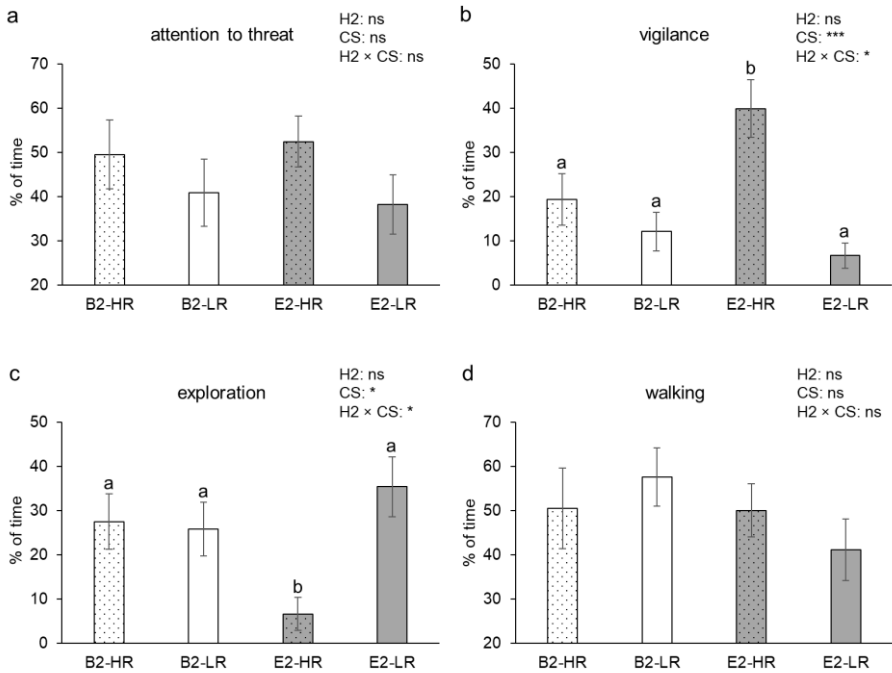 a
attention to threat
H2: ns
CS: ns
H2 × CS: ns
70
60
50
40
30
20
% of time
B2-HR B2-LR E2-HR E2-LR
b
vigilance
H2: ns
CS: ***
H2 × CS: *
50
40
30
20
10
0
% of time
a
a
b
a
B2-HR B2-LR E2-HR E2-LR
c
exploration
H2: ns
CS: *
H2 × CS: *
50
40
30
20
10
0
% of time
a
a
b
a
B2-HR B2-LR E2-HR E2-LR
d
walking
H2: ns
CS: ns
H2 × CS: ns
70
60
50
40
30
20
% of time
B2-HR B2-LR E2-HR E2-LR